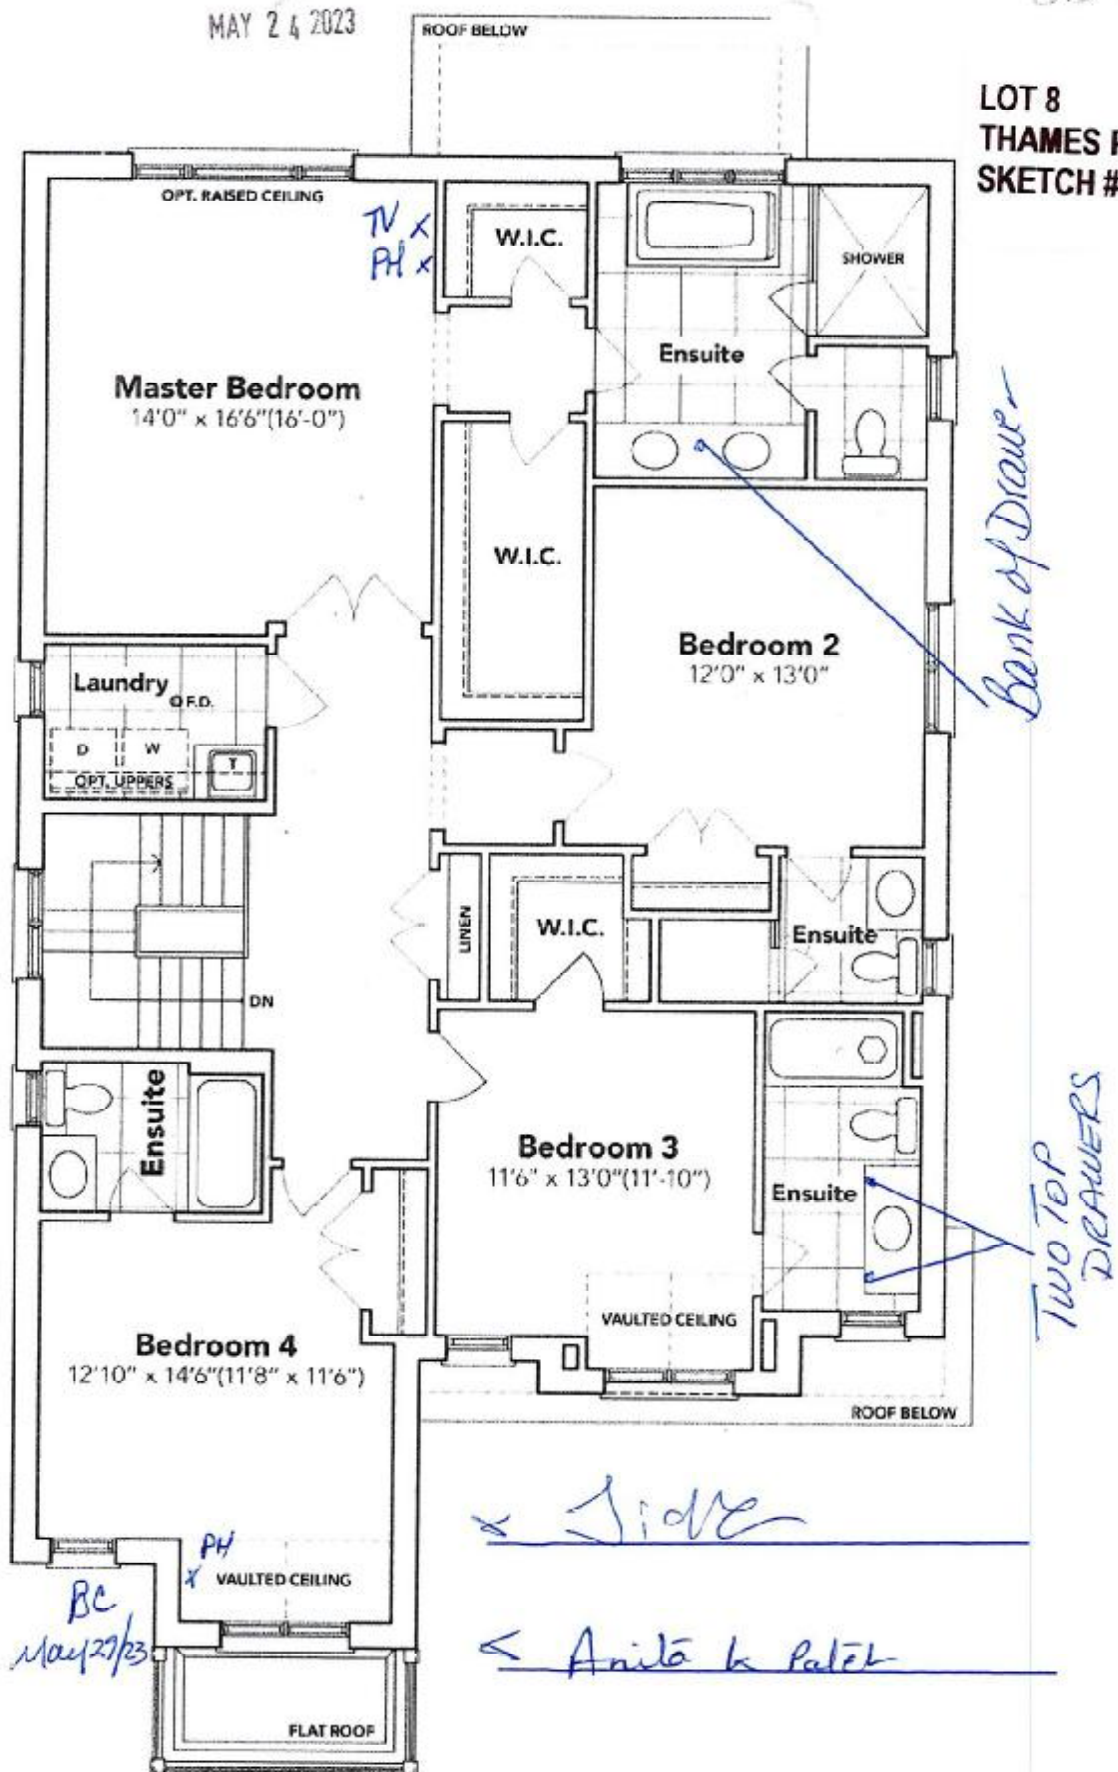 MAY 24 2023
ROOF BELOW
LOT 8
THAMES
SKETCH #
OPT. RAISED CEILING
TV x
PH x
W.I.C.
SHOWER
Ensuite
Master Bedroom
14'0" x 16'6"(16'-0")
Bank of Drawer
W.I.C.
Bedroom 2
12'0" x 13'0"
Laundry
F.D.
D W T
OPT. UPPERS
LINEN
W.I.C.
Ensuite
DN
Ensuite
Bedroom 3
11'6" x 13'0"(11'-10")
Ensuite
TWO TOP
DRAWERS
VAULTED CEILING
Bedroom 4
12'10" x 14'6"(11'8" x 11'6")
ROOF BELOW
x
PH
x VAULTED CEILING
BC
May 29/23
Anita k Patel
FLAT ROOF